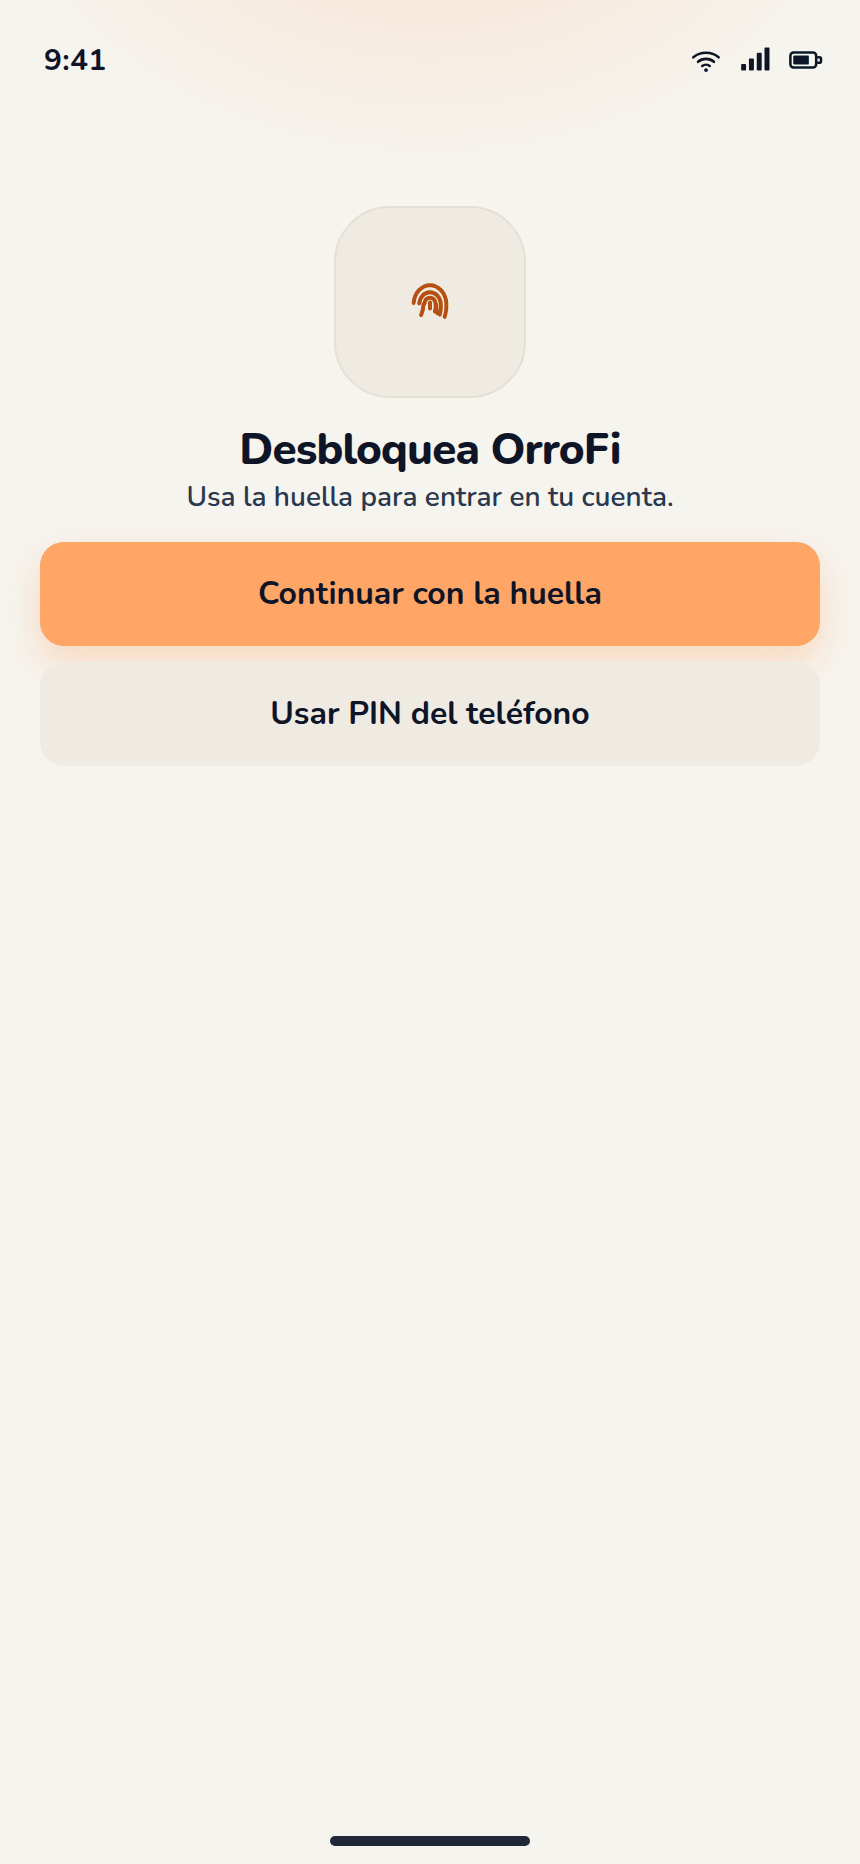 9:41
Desbloquea OrroFi
Usa la huella para entrar en tu cuenta.
Continuar con la huella
Usar PIN del teléfono